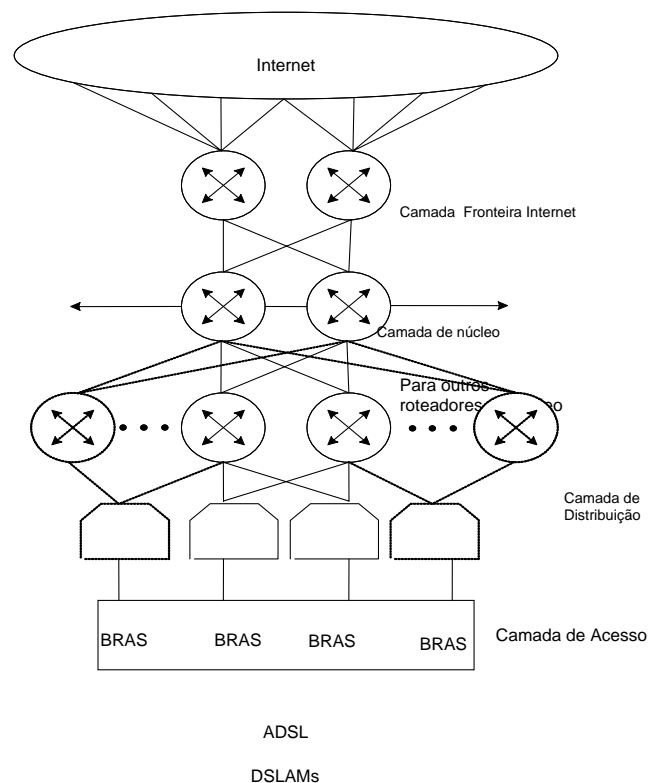 Internet
Camada Fronteira Internet
Camada de núcleo
Para outros
roteadores
Camada de
Distribuição
BRAS BRAS BRAS BRAS
Camada de Acesso
ADSL
DSLAMs